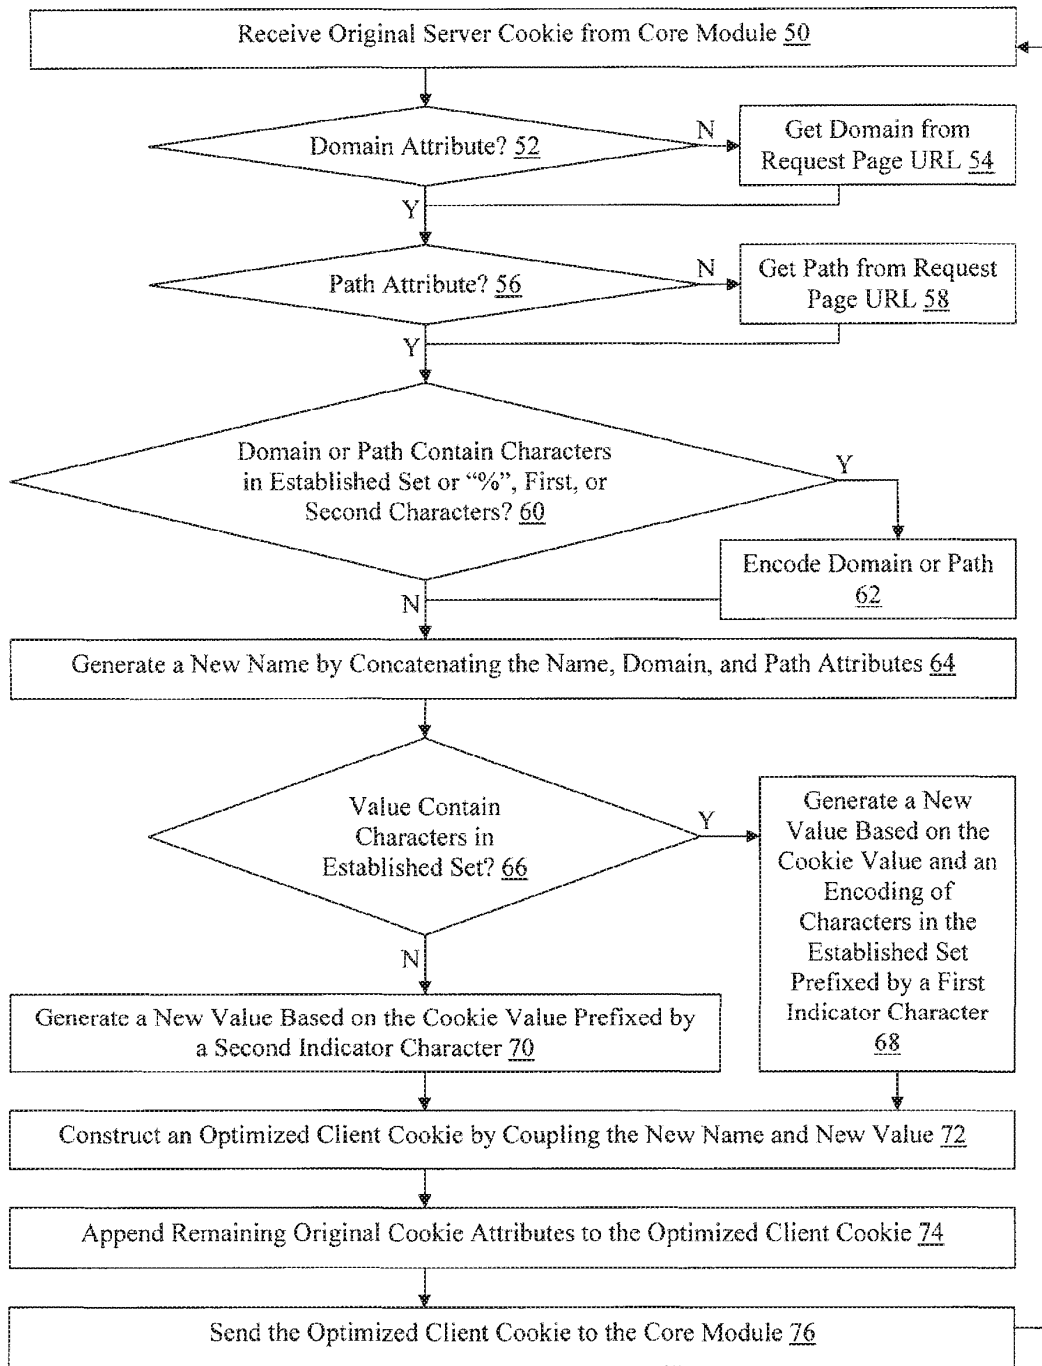 Receive Original Server Cookie from Core Module 50
Domain Attribute? 52
N
Get Domain from
Request Page URL 54
Y
Path Attribute? 56
N
Get Path from Request
Page URL 58
Y
Domain or Path Contain Characters
in Established Set or “%”, First, or
Second Characters? 60
Y
Encode Domain or Path
62
N
Generate a New Name by Concatenating the Name, Domain, and Path Attributes 64
Value Contain
Characters in
Established Set? 66
Y
Generate a New
Value Based on the
Cookie Value and an
Encoding of
Characters in the
Established Set
Prefixed by a First
Indicator Character
68
N
Generate a New Value Based on the Cookie Value Prefixed by
a Second Indicator Character 70
Construct an Optimized Client Cookie by Coupling the New Name and New Value 72
Append Remaining Original Cookie Attributes to the Optimized Client Cookie 74
Send the Optimized Client Cookie to the Core Module 76